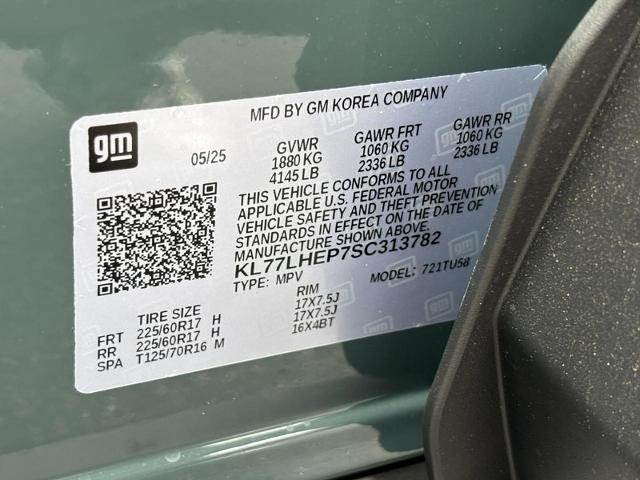 MFD BY GM KOREA COMPANY
gm
05/25
GVWR
1880 KG
4145 LB
GAWR FRT
1060 KG
2336 LB
GAWR RR
1060 KG
2336 LB
THIS VEHICLE CONFORMS TO ALL
APPLICABLE U.S. FEDERAL MOTOR
VEHICLE SAFETY AND THEFT PREVENTION
STANDARDS IN EFFECT ON THE DATE OF
MANUFACTURE SHOWN ABOVE.
KL77LHEP7SC313782
TYPE: MPV
MODEL: 721TU58
TIRE SIZE RIM
FRT 225/60R17 H 17X7.5J
RR 225/60R17 H 17X7.5J
SPA T125/70R16 M 16X4BT